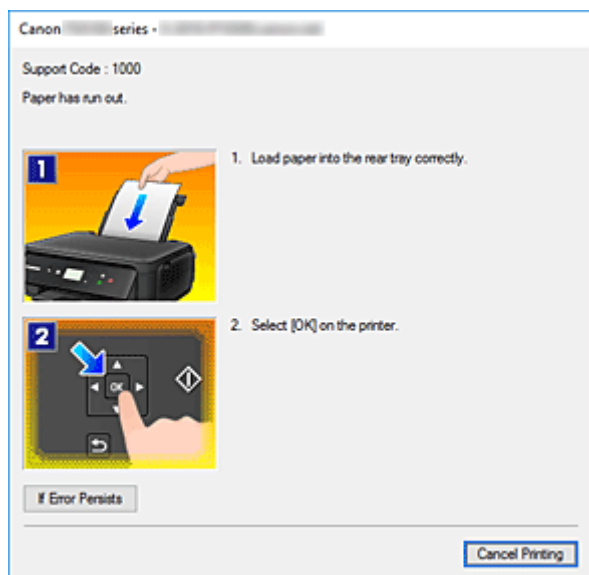 Canon series -
Support Code : 1000
Paper has run out.
1
1. Load paper into the rear tray correctly.
2
2. Select [OK] on the printer.
OK
If Error Persists
Cancel Printing